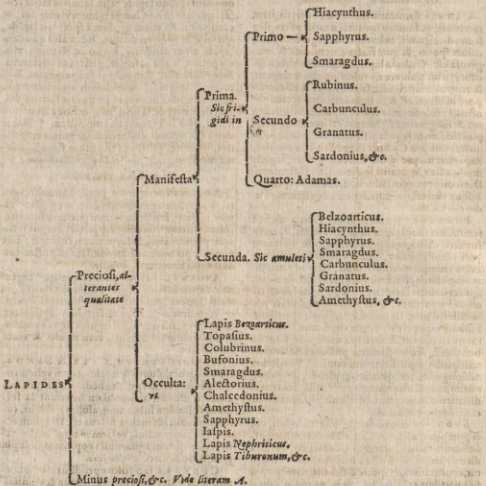 Hiacynthus.
Primo
Sapphyrus.
Smaragdus.
Rubinus.
Prima.
Sic fri-
gidi in
Carbunculus.
Secundo
Granatus.
Sardonius, &c.
Manifesta
Quarto: Adamas.
Belzoarticus.
Hiacynthus.
Sapphyrus.
Smaragdus.
Secunda. Sic amuleti
Carbunculus.
Granatus.
Sardonius.
Preciosi, al-
terantes
qualitate
Amethystus, &c.
Lapis Bezoarticus.
Topasius.
Colubrinus.
Bufonius.
Smaragdus.
LAPIDES
Occulta:
vt
Alectorius.
Chalcedonius.
Amethystus.
Sapphyrus.
Iaspis.
Lapis Nephriticus.
Lapis Tiburonum, &c.
Minus preciosi, &c. Vide literam A.